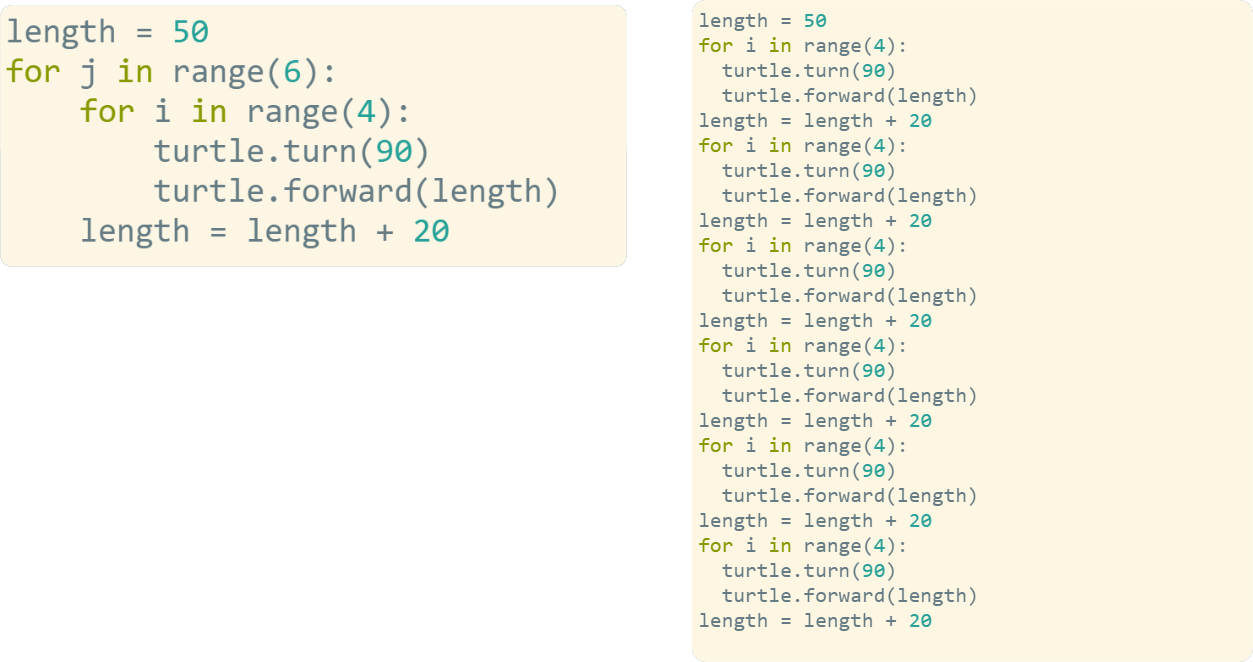 length = 50
for j in range(6):
    for i in range(4):
        turtle.turn(90)
        turtle.forward(length)
    length = length + 20
length = 50
for i in range(4):
  turtle.turn(90)
  turtle.forward(length)
length = length + 20
for i in range(4):
  turtle.turn(90)
  turtle.forward(length)
length = length + 20
for i in range(4):
  turtle.turn(90)
  turtle.forward(length)
length = length + 20
for i in range(4):
  turtle.turn(90)
  turtle.forward(length)
length = length + 20
for i in range(4):
  turtle.turn(90)
  turtle.forward(length)
length = length + 20
for i in range(4):
  turtle.turn(90)
  turtle.forward(length)
length = length + 20